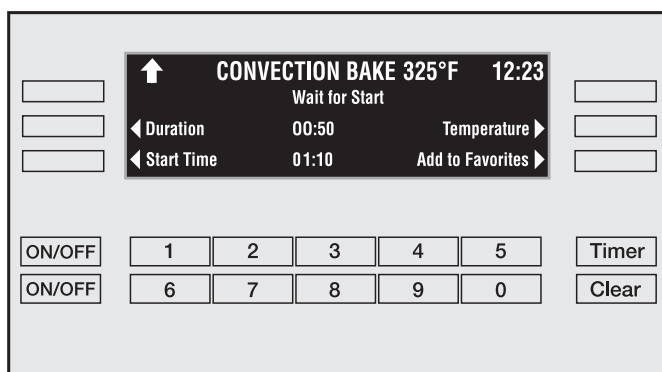 CONVECTION BAKE 325°F 12:23
Wait for Start
Duration 00:50 Temperature
Start Time 01:10 Add to Favorites
ON/OFF 1 2 3 4 5 Timer
ON/OFF 6 7 8 9 0 Clear